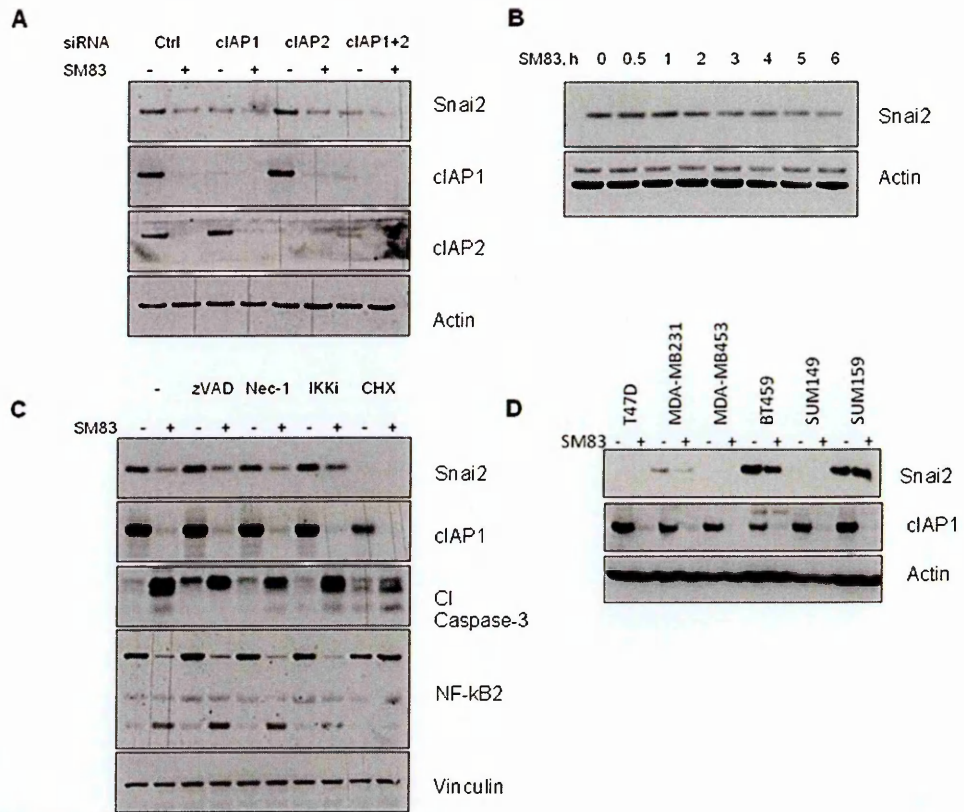 A
siRNA Ctrl cIAP1 cIAP2 cIAP1+2
SM83 - + - + - + - +
Snai2
cIAP1
cIAP2
Actin
B
SM83, h 0 0.5 1 2 3 4 5 6
Snai2
Actin
C
- zVAD Nec-1 IKKi CHX
SM83 - + - + - + - + - +
Snai2
cIAP1
Cl
Caspase-3
NF-kB2
Vinculin
D
T47D MDA-MB231 MDA-MB453 BT459 SUM149 SUM159
SM83 - + - + - + - + - + - +
Snai2
cIAP1
Actin